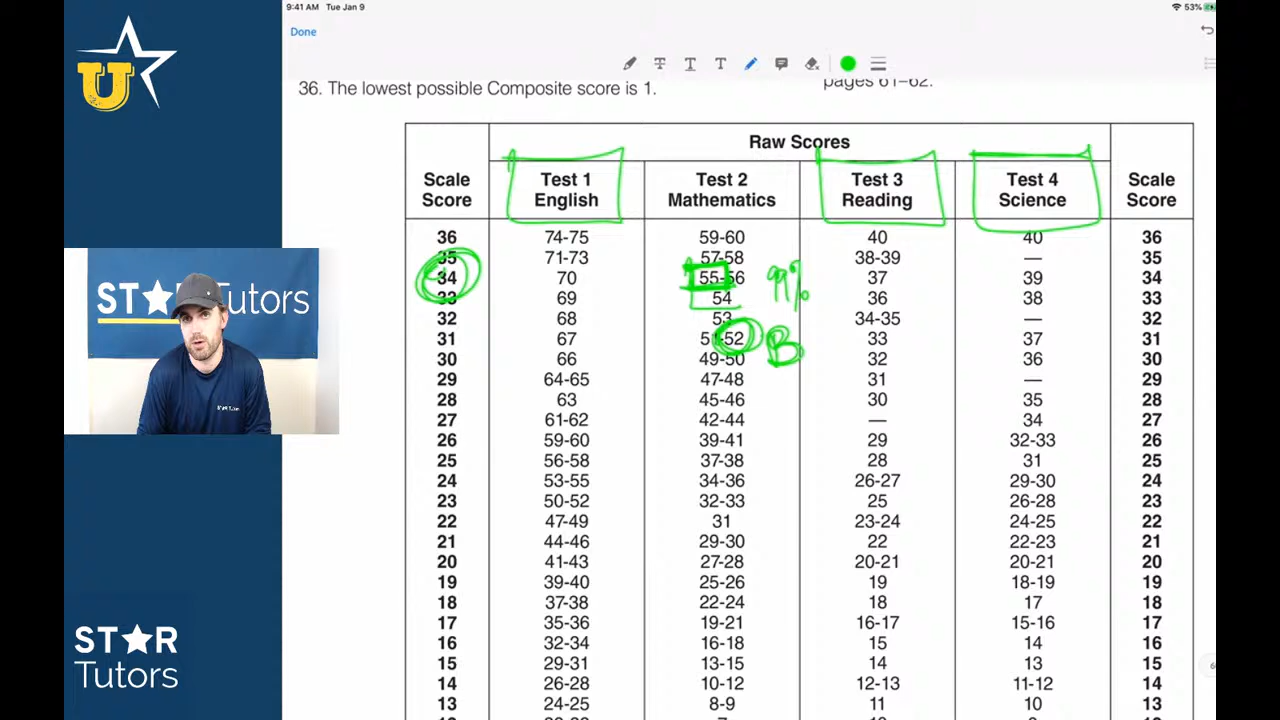 9:41 AM Tue Jan 9
53%
Done
U
36. The lowest possible Composite score is 1.
Raw Scores
Scale Score Test 1 English Test 2 Mathematics Test 3 Reading Test 4 Science Scale Score
36 74-75 59-60 40 40 36
35 71-73 57-58 38-39 — 35
34 70 55-56 37 39 34
99%
33 69 54 36 38 33
32 68 53 34-35 — 32
31 67 51-52 33 37 31
B
30 66 49-50 32 36 30
29 64-65 47-48 31 — 29
28 63 45-46 30 35 28
27 61-62 42-44 — 34 27
26 59-60 39-41 29 32-33 26
25 56-58 37-38 28 31 25
24 53-55 34-36 26-27 29-30 24
23 50-52 32-33 25 26-28 23
22 47-49 31 23-24 24-25 22
21 44-46 29-30 22 22-23 21
20 41-43 27-28 20-21 20-21 20
19 39-40 25-26 19 18-19 19
18 37-38 22-24 18 17 18
17 35-36 19-21 16-17 15-16 17
16 32-34 16-18 15 14 16
15 29-31 13-15 14 13 15
14 26-28 10-12 12-13 11-12 14
13 24-25 8-9 11 10 13
STAR
Tutors